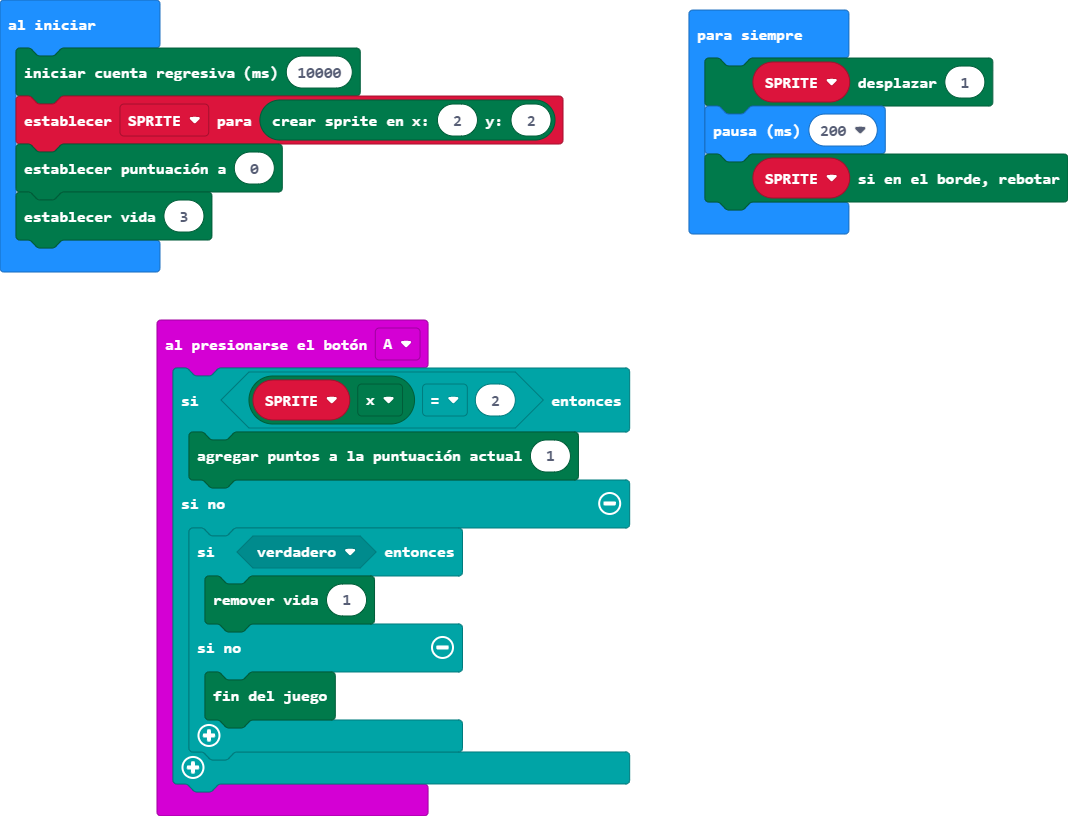 al iniciar
iniciar cuenta regresiva (ms) 10000
establecer SPRITE para crear sprite en x: 2 y: 2
establecer puntuación a 0
establecer vida 3
para siempre
SPRITE desplazar 1
pausa (ms) 200
SPRITE si en el borde, rebotar
al presionarse el botón A
si SPRITE x = 2 entonces
agregar puntos a la puntuación actual 1
si no
si verdadero entonces
remover vida 1
si no
fin del juego